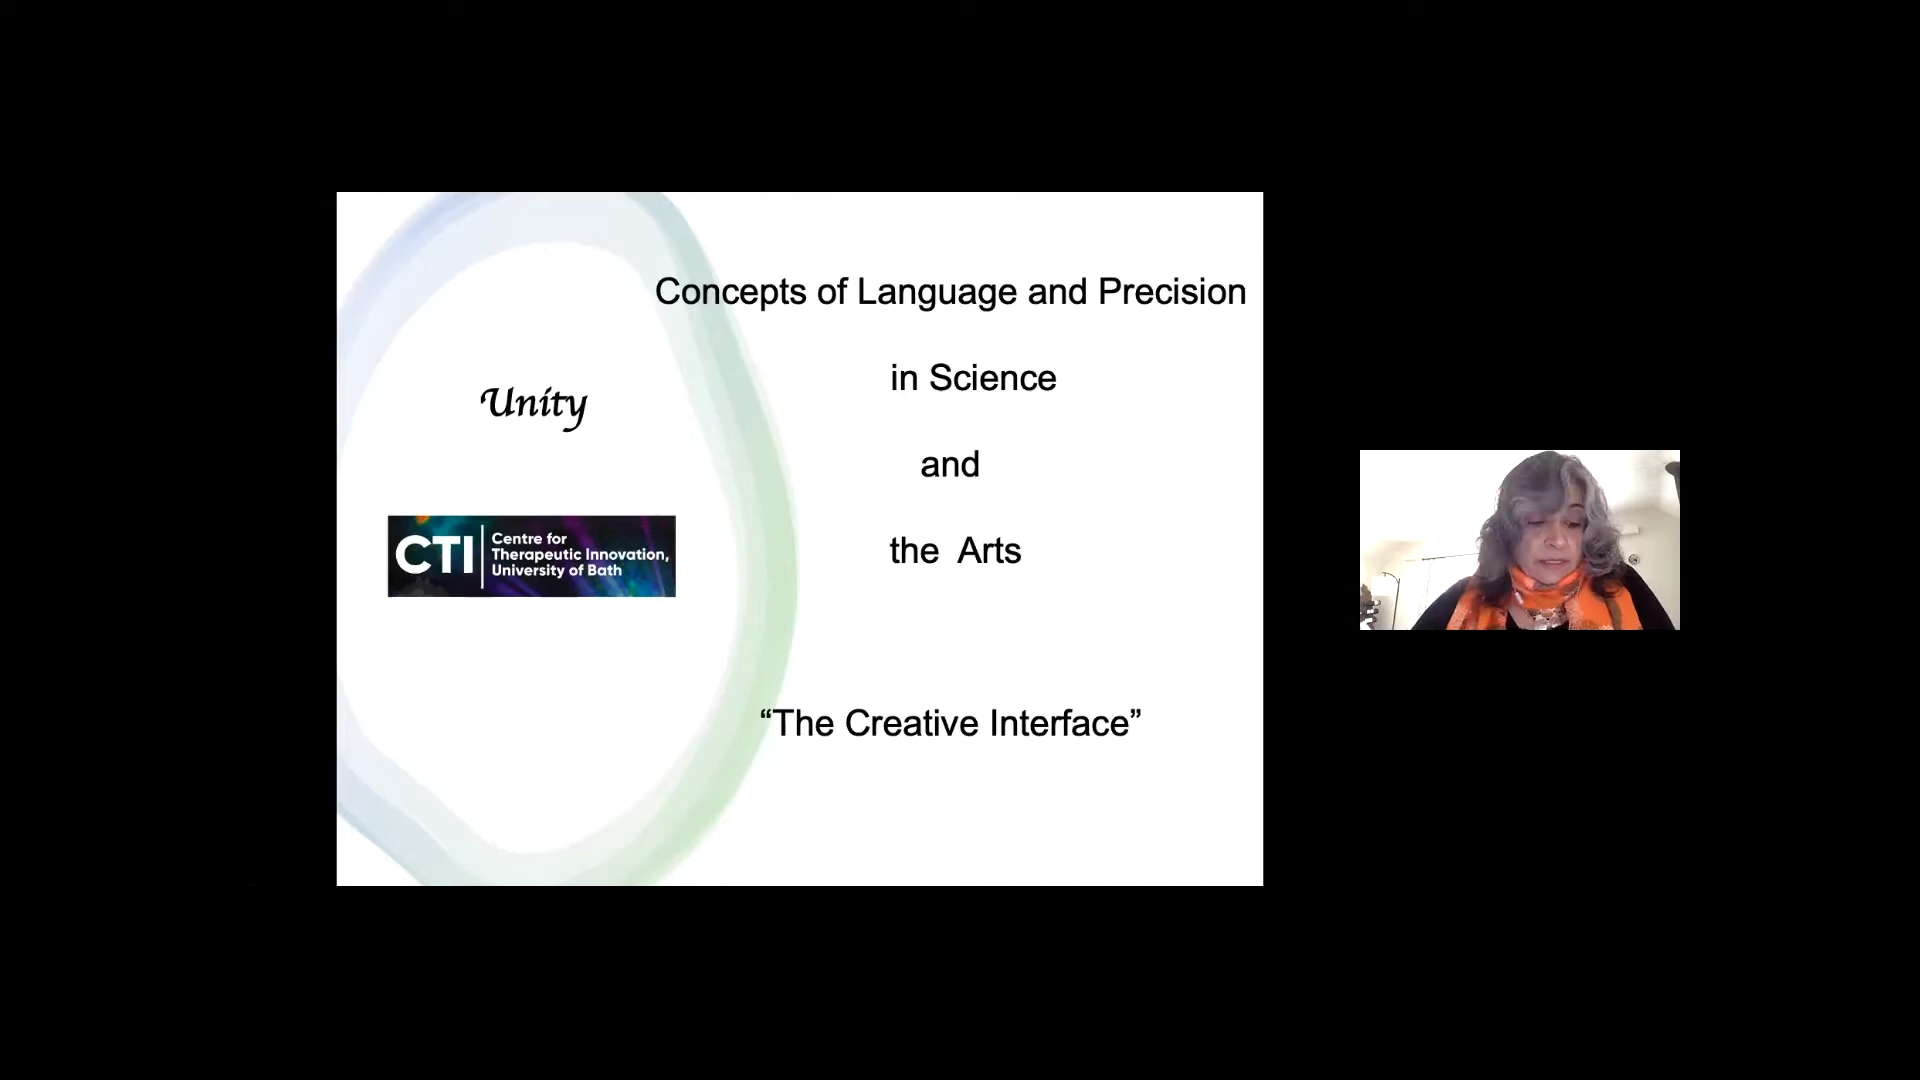 Concepts of Language and Precision
in Science
and
the Arts
“The Creative Interface”
Unity
CTI
Centre for
Therapeutic Innovation,
University of Bath